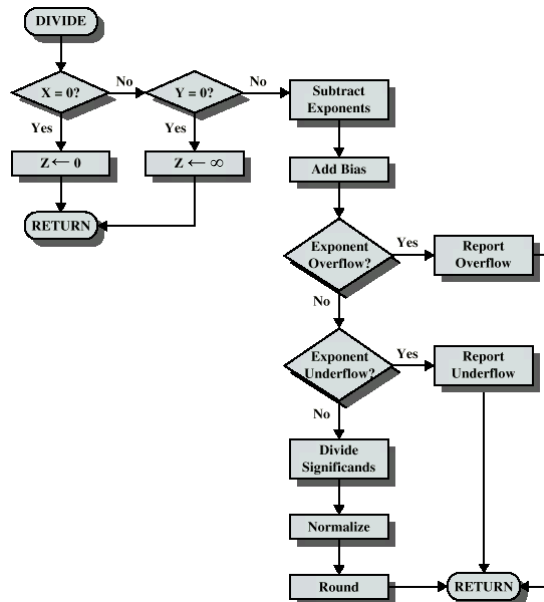 DIVIDE
X = 0?
No
Y = 0?
No
Subtract
Exponents
Yes
Yes
Z ← 0
Z ← ∞
Add Bias
RETURN
Exponent
Overflow?
Yes
Report
Overflow
No
Exponent
Underflow?
Yes
Report
Underflow
No
Divide
Significands
Normalize
Round
RETURN